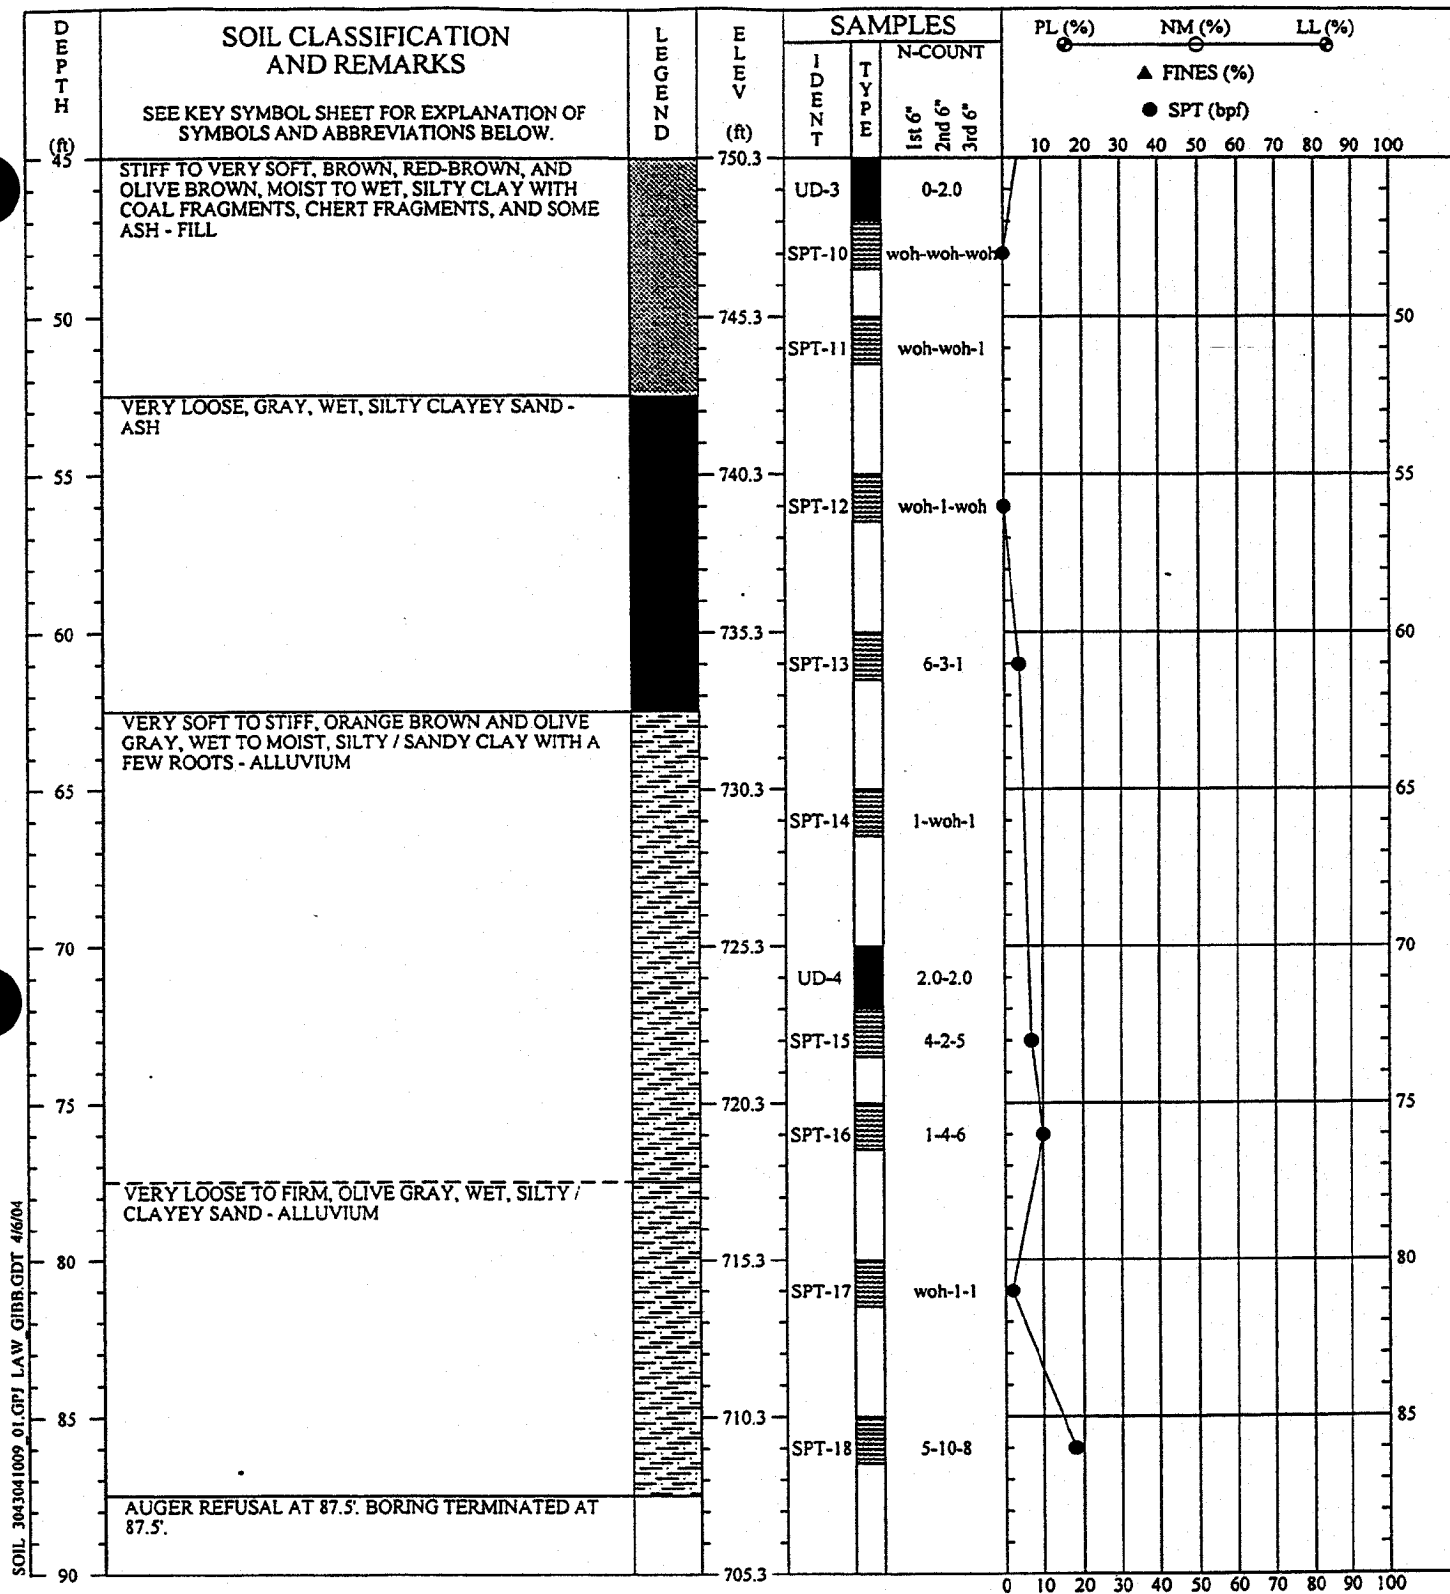 DEPTH (ft)
SOIL CLASSIFICATION
AND REMARKS
SEE KEY SYMBOL SHEET FOR EXPLANATION OF
SYMBOLS AND ABBREVIATIONS BELOW.
LEGEND
ELEV (ft)
SAMPLES
IDENT
TYPE
N-COUNT
1st 6"
2nd 6"
3rd 6"
PL (%) NM (%) LL (%)
▲ FINES (%)
● SPT (bpf)
10 20 30 40 50 60 70 80 90 100
45
750.3
STIFF TO VERY SOFT, BROWN, RED-BROWN, AND
OLIVE BROWN, MOIST TO WET, SILTY CLAY WITH
COAL FRAGMENTS, CHERT FRAGMENTS, AND SOME
ASH - FILL
UD-3 0-2.0
SPT-10 woh-woh-woh
50 745.3 50
SPT-11 woh-woh-1
VERY LOOSE, GRAY, WET, SILTY CLAYEY SAND -
ASH
55 740.3 55
SPT-12 woh-1-woh
60 735.3 60
SPT-13 6-3-1
VERY SOFT TO STIFF, ORANGE BROWN AND OLIVE
GRAY, WET TO MOIST, SILTY / SANDY CLAY WITH A
FEW ROOTS - ALLUVIUM
65 730.3 65
SPT-14 1-woh-1
70 725.3 70
UD-4 2.0-2.0
SPT-15 4-2-5
75 720.3 75
SPT-16 1-4-6
VERY LOOSE TO FIRM, OLIVE GRAY, WET, SILTY /
CLAYEY SAND - ALLUVIUM
80 715.3 80
SPT-17 woh-1-1
85 710.3 85
SPT-18 5-10-8
AUGER REFUSAL AT 87.5'. BORING TERMINATED AT
87.5'.
90 705.3
0 10 20 30 40 50 60 70 80 90 100
SOIL 3043041009_01.GPJ LAW_GIBB.GDT 4/6/04